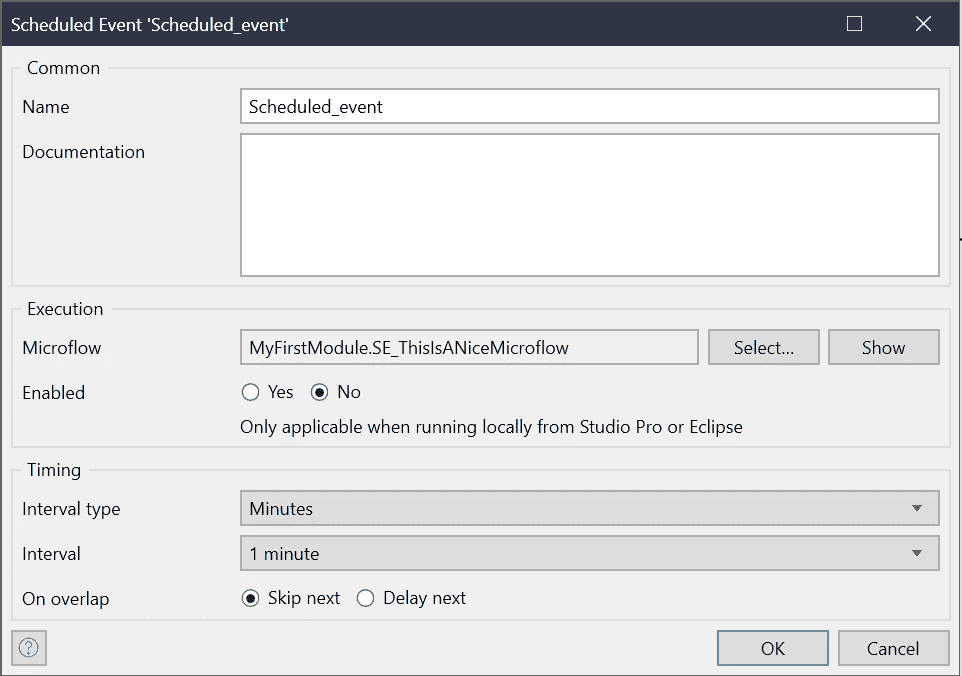 Scheduled Event 'Scheduled_event'
Common
Name
Scheduled_event
Documentation
Execution
Microflow
MyFirstModule.SE_ThisIsANiceMicroflow
Select...
Show
Enabled
Yes
No
Only applicable when running locally from Studio Pro or Eclipse
Timing
Interval type
Minutes
Interval
1 minute
On overlap
Skip next
Delay next
?
OK
Cancel